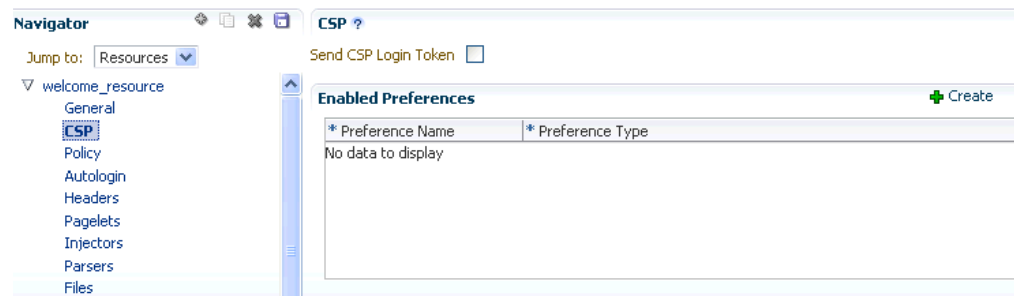 Navigator
Jump to: Resources
welcome_resource
General
CSP
Policy
Autologin
Headers
Pagelets
Injectors
Parsers
Files
CSP ?
Send CSP Login Token
Enabled Preferences
Create
* Preference Name * Preference Type
No data to display